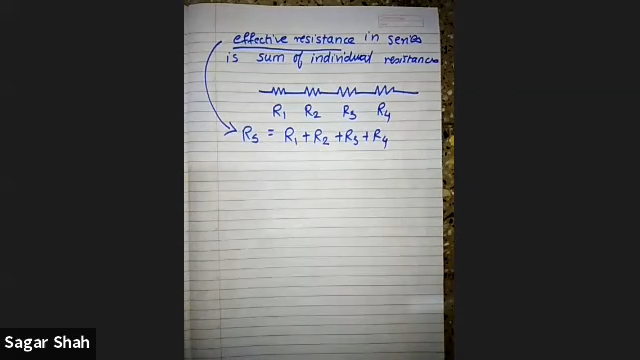 effective resistance in series
is sum of individual resistances
R1 R2 R3 R4
Rs = R1 + R2 + R3 + R4
Sagar Shah